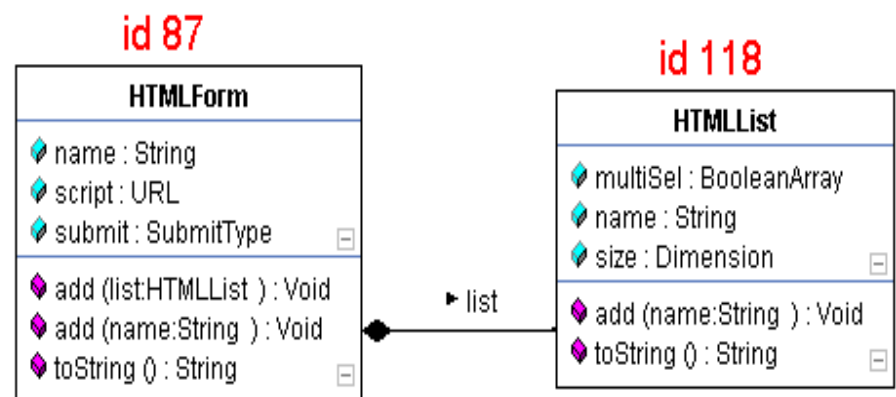 id 87
HTMLForm
name : String
script : URL
submit : SubmitType
add (list:HTMLList ) : Void
add (name:String ) : Void
toString () : String
list
id 118
HTMLList
multiSel : BooleanArray
name : String
size : Dimension
add (name:String ) : Void
toString () : String